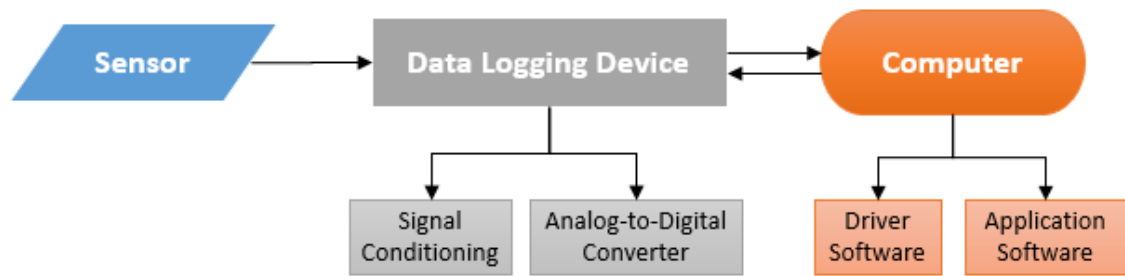 Sensor
Data Logging Device
Computer
Signal
Conditioning
Analog-to-Digital
Converter
Driver
Software
Application
Software